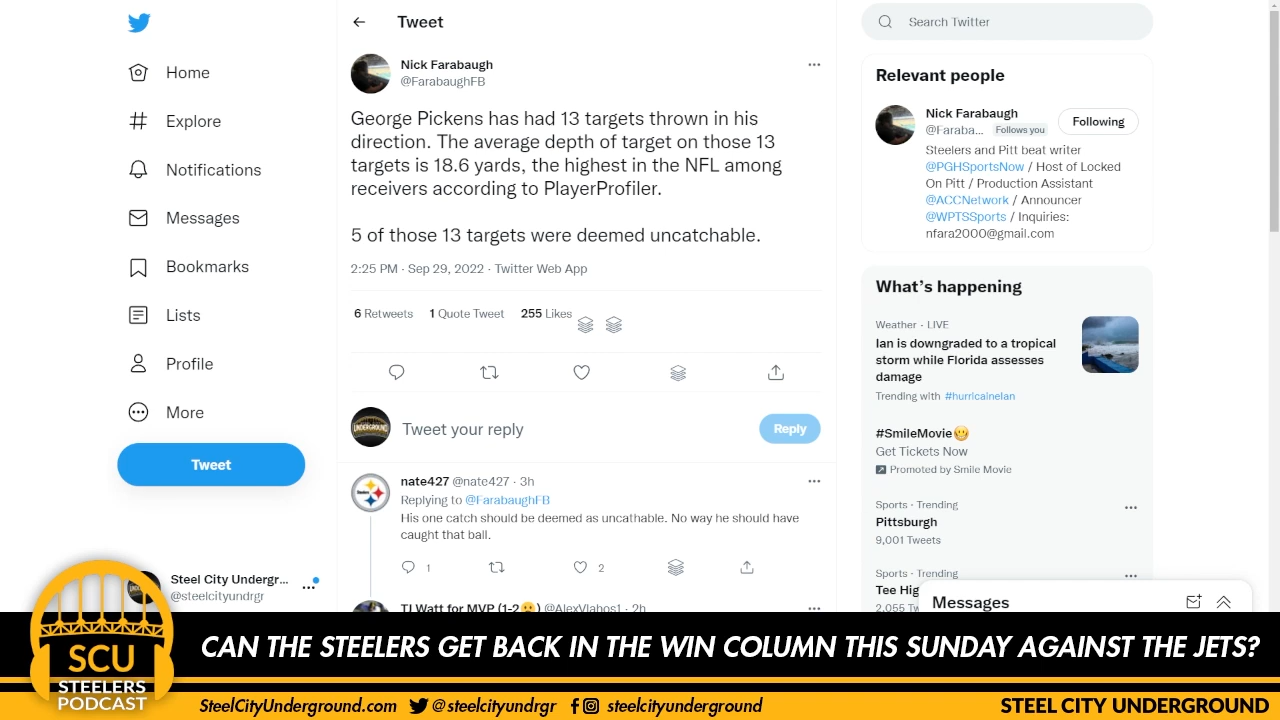 Home
Explore
Notifications
Messages
Bookmarks
Lists
Profile
More
Tweet
Steel City Undergr...
@steelcityundrgr
Tweet
Nick Farabaugh
@FarabaughFB
George Pickens has had 13 targets thrown in his
direction. The average depth of target on those 13
targets is 18.6 yards, the highest in the NFL among
receivers according to PlayerProfiler.
5 of those 13 targets were deemed uncatchable.
2:25 PM · Sep 29, 2022 · Twitter Web App
6 Retweets 1 Quote Tweet 255 Likes
UNDERGROUND
Tweet your reply
Reply
nate427 @nate427 · 3h
Replying to @FarabaughFB
His one catch should be deemed as uncathable. No way he should have
caught that ball.
1 2
TJ Watt for MVP (1-2😕) @AlexVlahos1 · 2h
Search Twitter
Relevant people
Nick Farabaugh
@Faraba... Follows you
Following
Steelers and Pitt beat writer
@PGHSportsNow / Host of Locked
On Pitt / Production Assistant
@ACCNetwork / Announcer
@WPTSSports / Inquiries:
nfara2000@gmail.com
What's happening
Weather · LIVE
Ian is downgraded to a tropical
storm while Florida assesses
damage
Trending with #hurricaineIan
#SmileMovie
Get Tickets Now
Promoted by Smile Movie
Sports · Trending
Pittsburgh
9,001 Tweets
Sports · Trending
Tee Hig
2,055 Tw
Messages
SCU
STEELERS
PODCAST
CAN THE STEELERS GET BACK IN THE WIN COLUMN THIS SUNDAY AGAINST THE JETS?
SteelCityUnderground.com @steelcityundrgr steelcityunderground
STEEL CITY UNDERGROUND